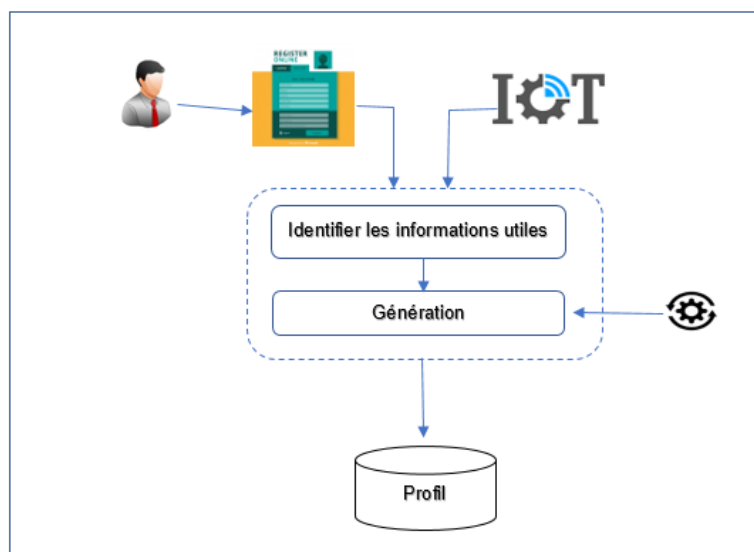 REGISTER
ONLINE
IOT
Identifier les informations utiles
Génération
Profil